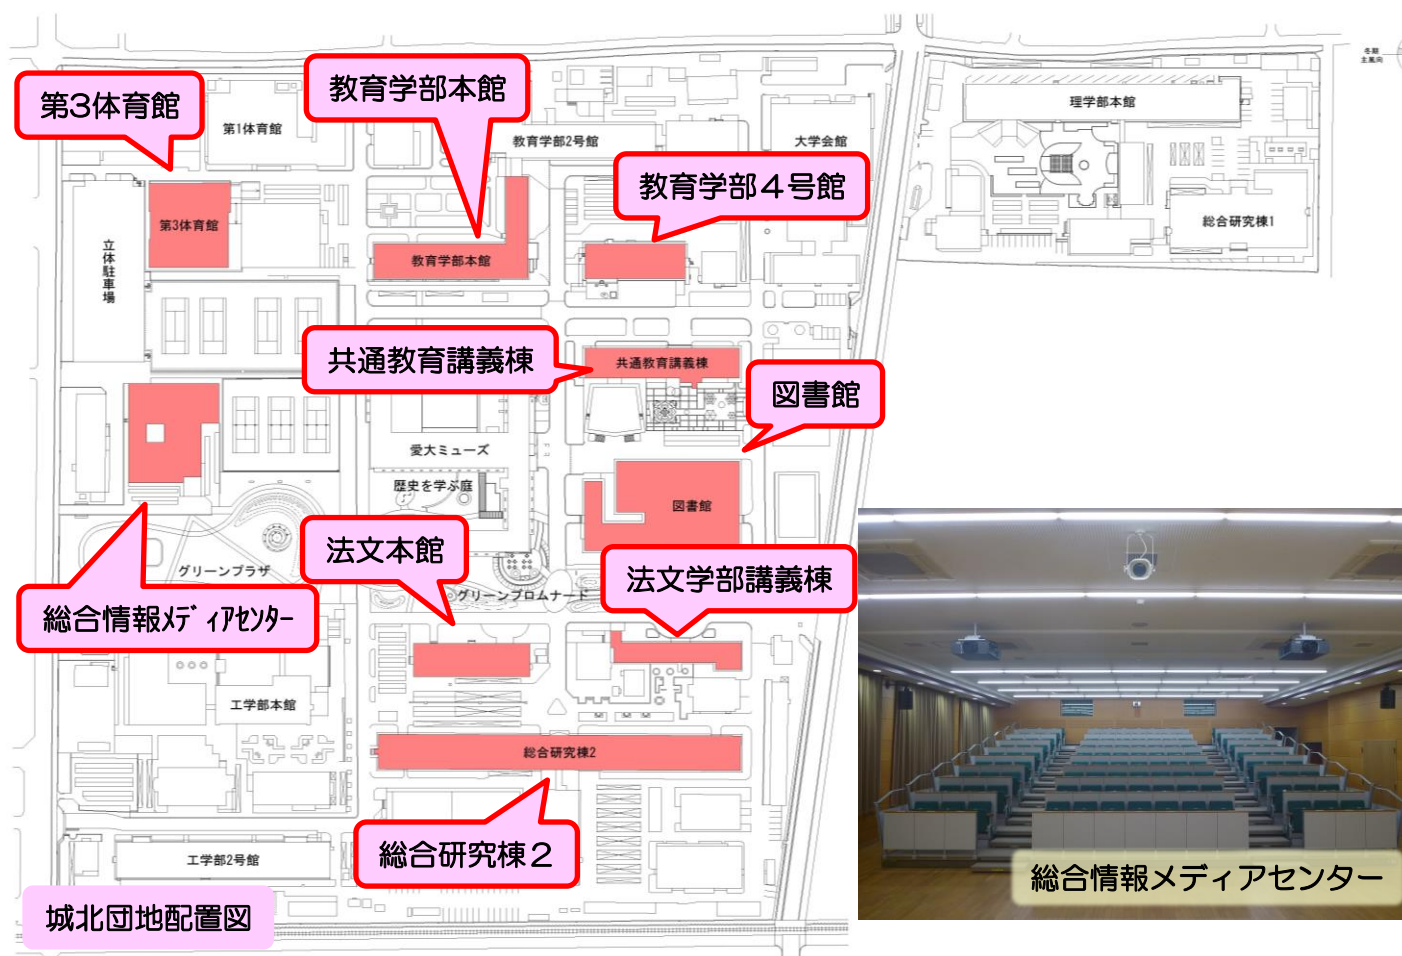 冬期
主風向
教育学部本館
第3体育館
第1体育館
教育学部2号館
大学会館
理学部本館
教育学部4号館
第3体育館
総合研究棟1
立体駐車場
教育学部本館
共通教育講義棟
共通教育講義棟
図書館
愛大ミューズ
歴史を学ぶ庭
図書館
法文本館
グリーンプラザ
法文学部講義棟
グリーンプロムナード
総合情報メディアセンター
工学部本館
総合研究棟2
総合研究棟2
工学部2号館
総合情報メディアセンター
城北団地配置図